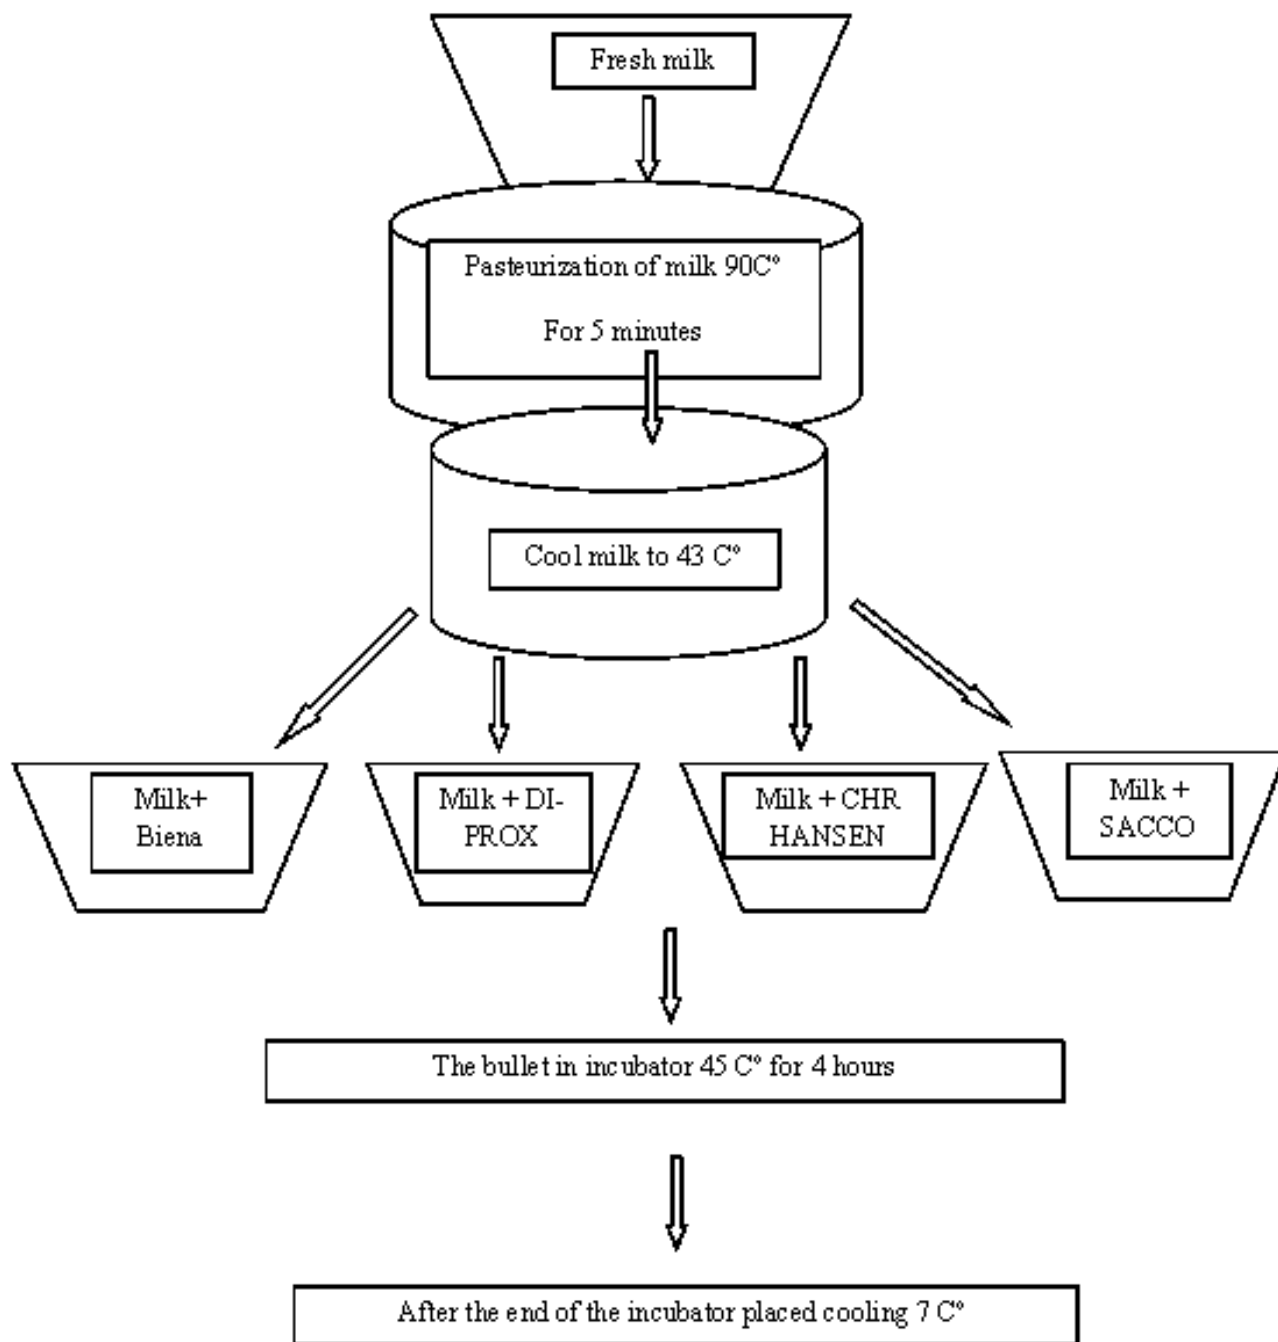 Fresh milk
Pasteurization of milk 90C°
For 5 minutes
Cool milk to 43 C°
Milk+
Biena
Milk + DI-
PROX
Milk + CHR
HANSEN
Milk +
SACCO
The bullet in incubator 45 C° for 4 hours
After the end of the incubator placed cooling 7 C°